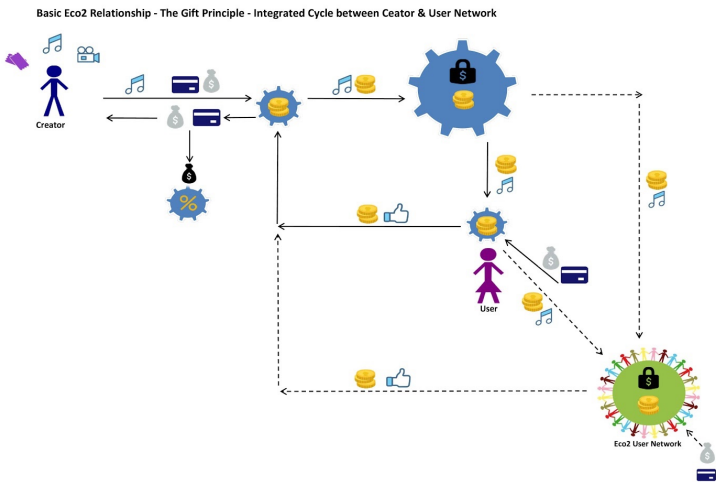 Basic Eco2 Relationship - The Gift Principle - Integrated Cycle between Ceator & User Network
$
$
$
Creator
$
$
%
$
User
$
Eco2 User Network
$